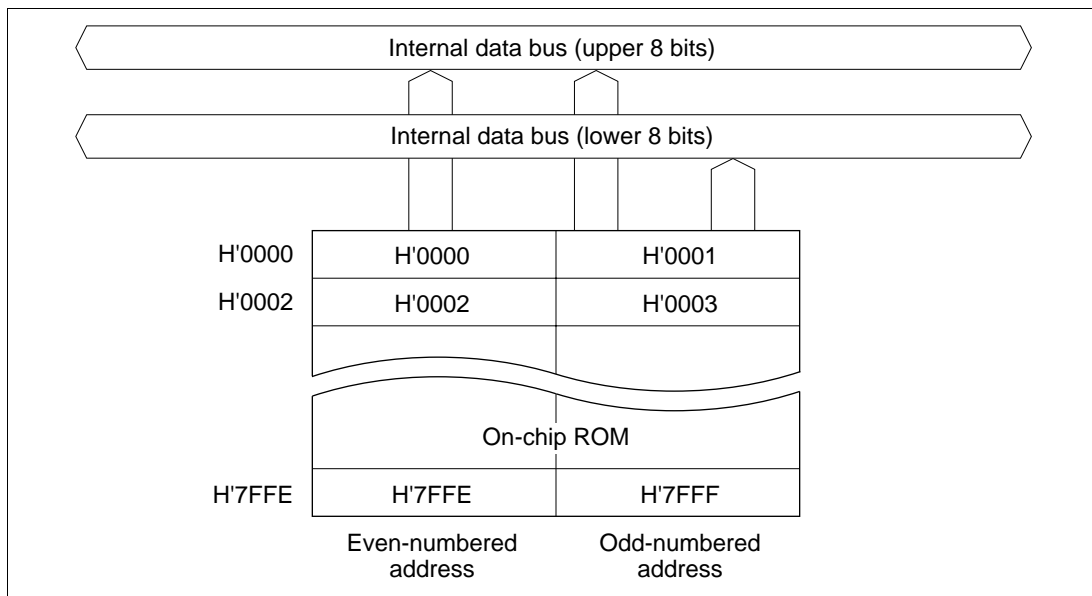 Internal data bus (upper 8 bits)
Internal data bus (lower 8 bits)
H'0000 H'0000 H'0001
H'0002 H'0002 H'0003
On-chip ROM
H'7FFE H'7FFE H'7FFF
Even-numbered address
Odd-numbered address